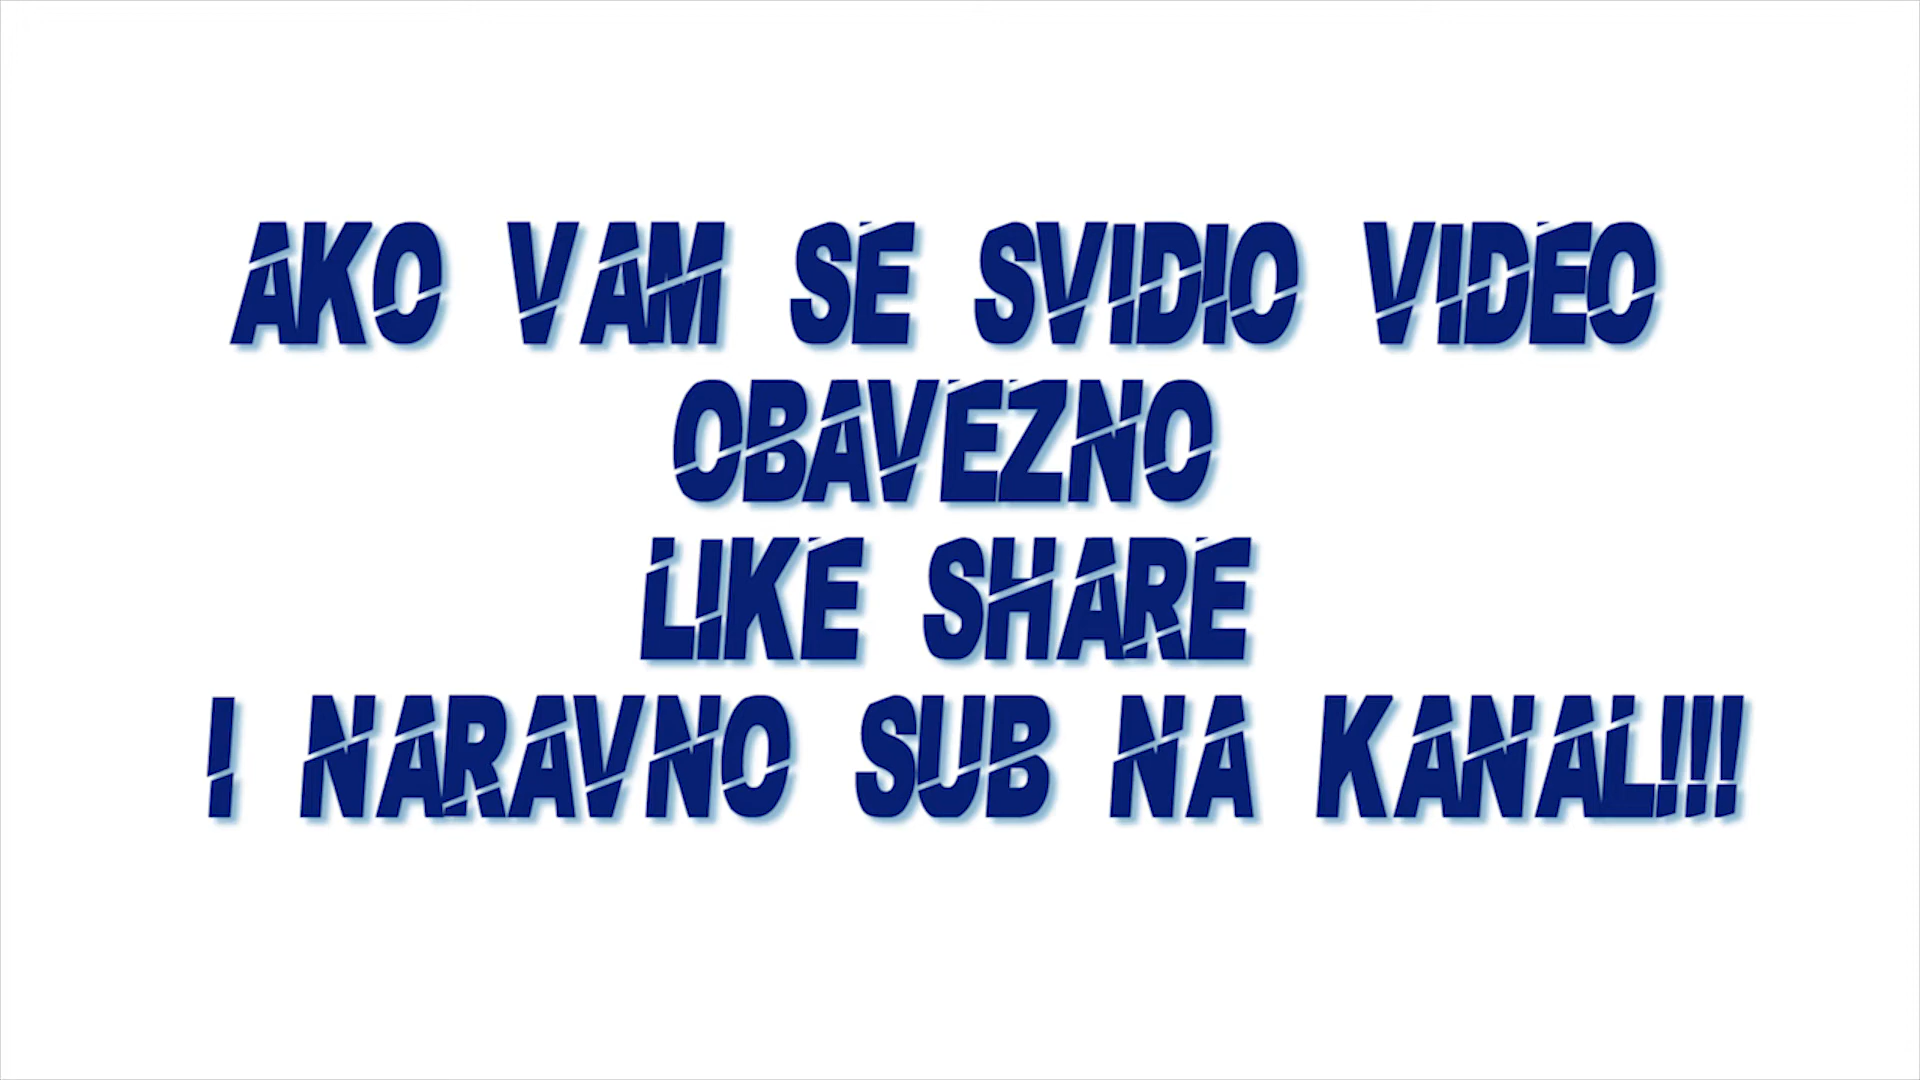 AKO VAM SE SVIDIO VIDEO
OBAVEZNO
LIKE SHARE
I NARAVNO SUB NA KANAL!!!